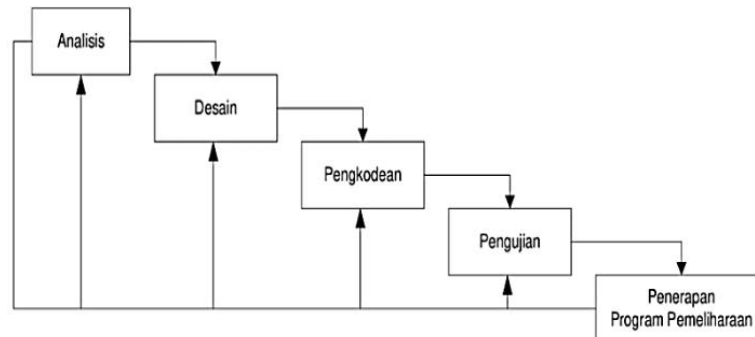 Analisis
Desain
Pengkodean
Pengujian
Penerapan
Program Pemeliharaan